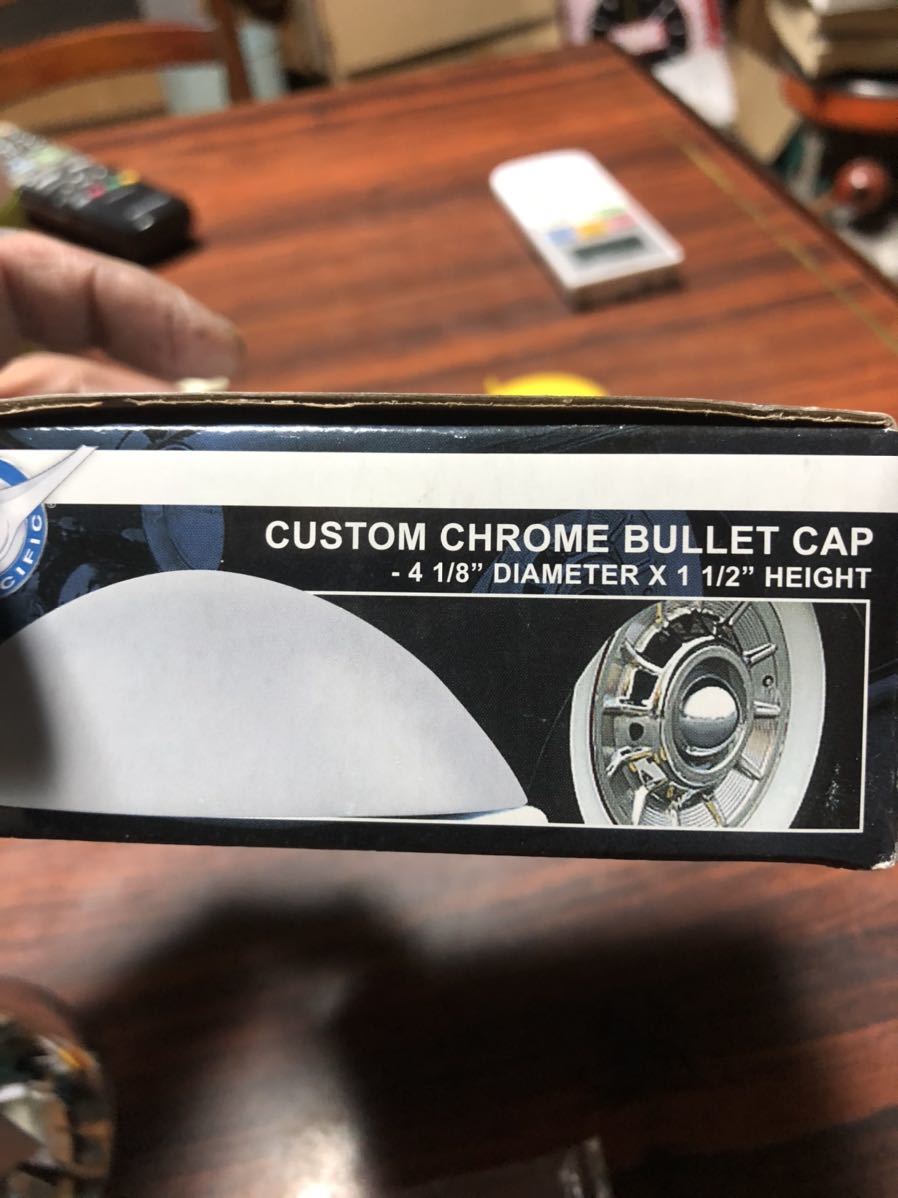 CUSTOM CHROME BULLET CAP
- 4 1/8” DIAMETER X 1 1/2” HEIGHT
CIFIC
®